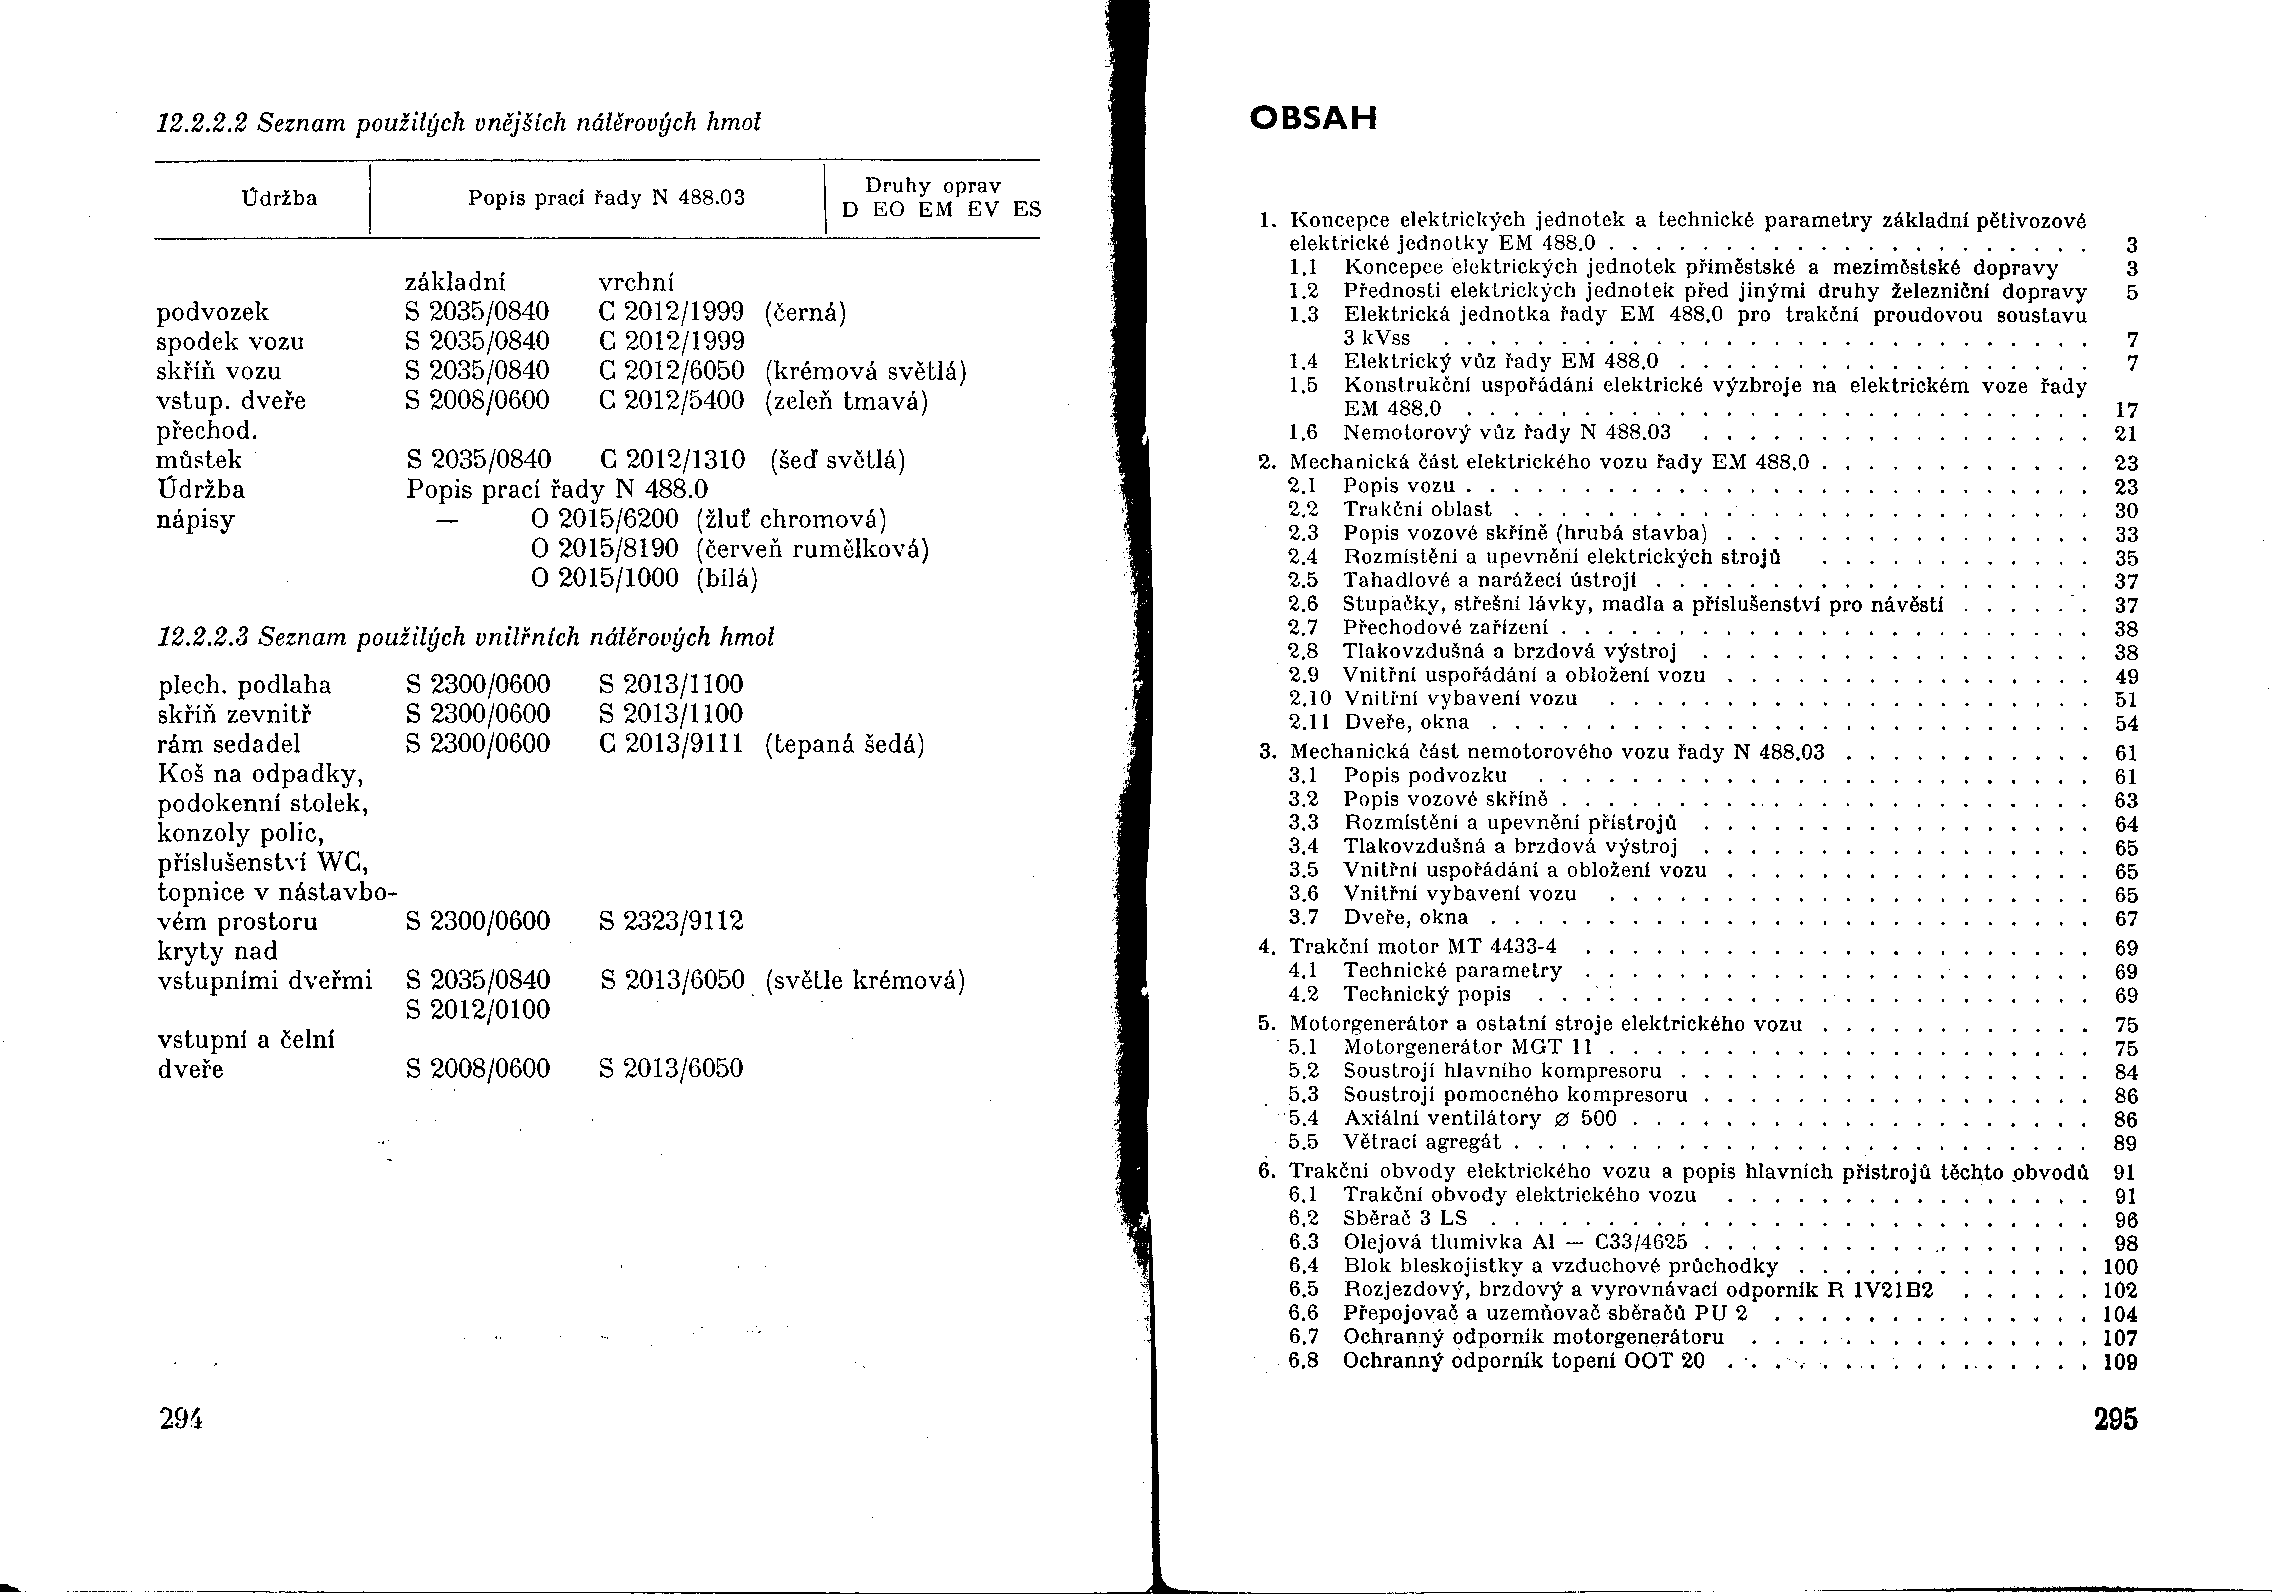 12.2.2.2 Seznam použitých vnějších nátěrových hmot
Údržba Popis prací řady N 488.03 Druhy oprav
D EO EM EV ES
základní vrchní
podvozek S 2035/0840 C 2012/1999 (černá)
spodek vozu S 2035/0840 C 2012/1999
skříň vozu S 2035/0840 C 2012/6050 (krémová světlá)
vstup. dveře S 2008/0600 C 2012/5400 (zeleň tmavá)
přechod.
můstek S 2035/0840 C 2012/1310 (šeď světlá)
Údržba Popis prací řady N 488.0
nápisy — O 2015/6200 (žluť chromová)
O 2015/8190 (červeň rumělková)
O 2015/1000 (bílá)
12.2.2.3 Seznam použitých vnitřních nátěrových hmot
plech. podlaha S 2300/0600 S 2013/1100
skříň zevnitř S 2300/0600 S 2013/1100
rám sedadel S 2300/0600 C 2013/9111 (tepaná šedá)
Koš na odpadky,
podokenní stolek,
konzoly polic,
příslušenství WC,
topnice v nástavbo-
vém prostoru S 2300/0600 S 2323/9112
kryty nad
vstupními dveřmi S 2035/0840 S 2013/6050 (světle krémová)
S 2012/0100
vstupní a čelní
dveře S 2008/0600 S 2013/6050
294
OBSAH
1. Koncepce elektrických jednotek a technické parametry základní pětivozové
elektrické jednotky EM 488.0 . . . . . . . . . . 3
1.1 Koncepce elektrických jednotek příměstské a meziměstské dopravy 3
1.2 Přednosti elektrických jednotek před jinými druhy železniční dopravy 5
1.3 Elektrická jednotka řady EM 488.0 pro trakční proudovou soustavu
3 kVss . . . . . . . . . . 7
1.4 Elektrický vůz řady EM 488.0 . . . . . . . . . . 7
1.5 Konstrukční uspořádání elektrické výzbroje na elektrickém voze řady
EM 488.0 . . . . . . . . . . 17
1.6 Nemotorový vůz řady N 488.03 . . . . . . . . . . 21
2. Mechanická část elektrického vozu řady EM 488.0 . . . . . . . . . . 23
2.1 Popis vozu . . . . . . . . . . 23
2.2 Trakční oblast . . . . . . . . . . 30
2.3 Popis vozové skříně (hrubá stavba) . . . . . . . . . . 33
2.4 Rozmístění a upevnění elektrických strojů . . . . . . . . . . 35
2.5 Tahadlové a narážecí ústrojí . . . . . . . . . . 37
2.6 Stupačky, střešní lávky, madla a příslušenství pro návěstí . . . . . . 37
2.7 Přechodové zařízení . . . . . . . . . . 38
2.8 Tlakovzdušná a brzdová výstroj . . . . . . . . . . 38
2.9 Vnitřní uspořádání a obložení vozu . . . . . . . . . . 49
2.10 Vnitřní vybavení vozu . . . . . . . . . . 51
2.11 Dveře, okna . . . . . . . . . . 54
3. Mechanická část nemotorového vozu řady N 488.03 . . . . . . . . . . 61
3.1 Popis podvozku . . . . . . . . . . 61
3.2 Popis vozové skříně . . . . . . . . . . 63
3.3 Rozmístění a upevnění přístrojů . . . . . . . . . . 64
3.4 Tlakovzdušná a brzdová výstroj . . . . . . . . . . 65
3.5 Vnitřní uspořádání a obložení vozu . . . . . . . . . . 65
3.6 Vnitřní vybavení vozu . . . . . . . . . . 65
3.7 Dveře, okna . . . . . . . . . . 67
4. Trakční motor MT 4433-4 . . . . . . . . . . 69
4.1 Technické parametry . . . . . . . . . . 69
4.2 Technický popis . . . . . . . . . . 69
5. Motorgenerátor a ostatní stroje elektrického vozu . . . . . . . . . . 75
5.1 Motorgenerátor MGT 11 . . . . . . . . . . 75
5.2 Soustrojí hlavního kompresoru . . . . . . . . . . 84
5.3 Soustrojí pomocného kompresoru . . . . . . . . . . 86
5.4 Axiální ventilátory ∅ 500 . . . . . . . . . . 86
5.5 Větrací agregát . . . . . . . . . . 89
6. Trakční obvody elektrického vozu a popis hlavních přístrojů těchto obvodů 91
6.1 Trakční obvody elektrického vozu . . . . . . . . . . 91
6.2 Sběrač 3 LS . . . . . . . . . . 96
6.3 Olejová tlumivka Al — C33/4625 . . . . . . . . . . 98
6.4 Blok bleskojistky a vzduchové průchodky . . . . . . . . . . 100
6.5 Rozjezdový, brzdový a vyrovnávací odporník R 1V21B2 . . . . . . 102
6.6 Přepojovač a uzemňovač sběračů PU 2 . . . . . . . . . . 104
6.7 Ochranný odporník motorgenerátoru . . . . . . . . . . 107
6.8 Ochranný odporník topení OOT 20 . . . . . . . . . . 109
295